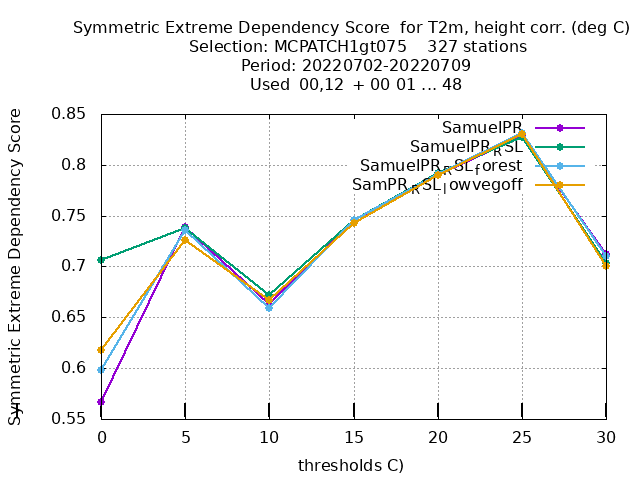 Symmetric Extreme Dependency Score for T2m, height corr. (deg C)
Selection: MCPATCH1gt075 327 stations
Period: 20220702-20220709
Used 00,12 + 00 01 ... 48
Symmetric Extreme Dependency Score
0.85
0.8
0.75
0.7
0.65
0.6
0.55
SamuelPR
SamuelPR_RSL
SamuelPR_RSL_forest
SamPR_RSL_lowvegoff
0 5 10 15 20 25 30
thresholds C)